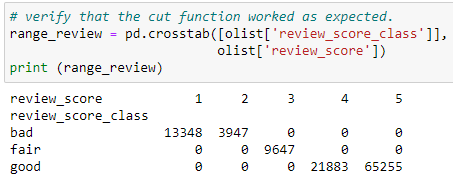 # verify that the cut function worked as expected.
range_review = pd.crosstab([olist['review_score_class']],
olist['review_score'])
print (range_review)
review_score 1 2 3 4 5
review_score_class
bad 13348 3947 0 0 0
fair 0 0 9647 0 0
good 0 0 0 21883 65255